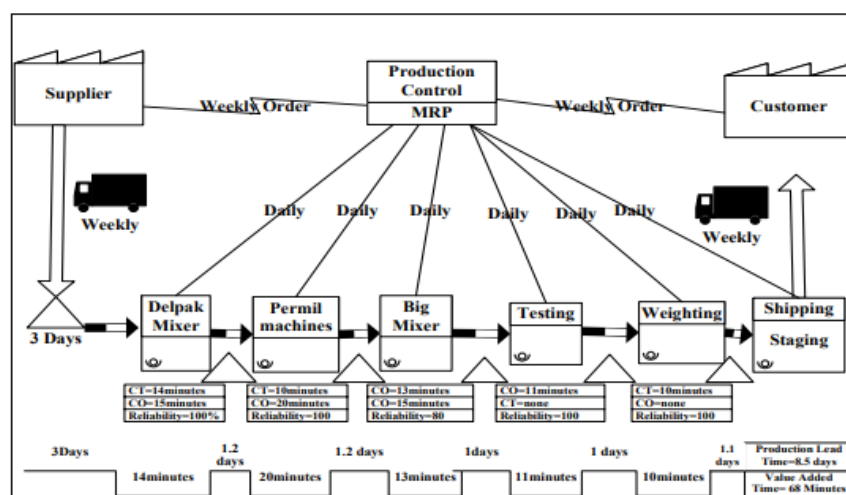 Supplier
Production
Control
MRP
Customer
Weekly Order
Weekly Order
Weekly
Weekly
Daily
Daily
Daily
Daily
Daily
Daily
3 Days
Delpak
Mixer
Permil
machines
Big
Mixer
Testing
Weighting
Shipping
Staging
CT=14minutes
CO=15minutes
Reliability=100%
CT=10minutes
CO=20minutes
Reliability=100
CO=13minutes
CO=15minutes
Reliability=80
CO=11minutes
CT=none
Reliability=100
CT=10minutes
CO=none
Reliability=100
3Days
1.2
days
1.2 days
1days
1 days
1.1
days
Production Lead
Time=8.5 days
14minutes
20minutes
13minutes
11minutes
10minutes
Value Added
Time= 68 Minutes